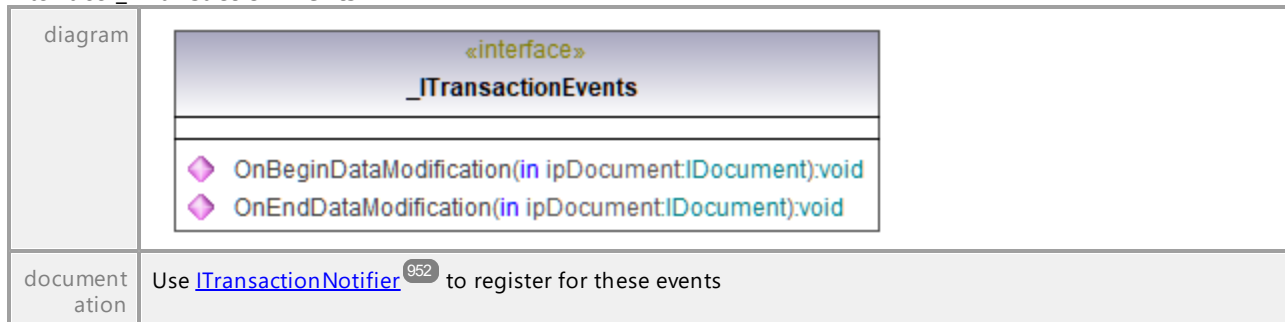 diagram
«interface»
_ITransactionEvents
OnBeginDataModification(in ipDocument:IDocument):void
OnEndDataModification(in ipDocument:IDocument):void
document
ation
Use ITransactionNotifier 952 to register for these events